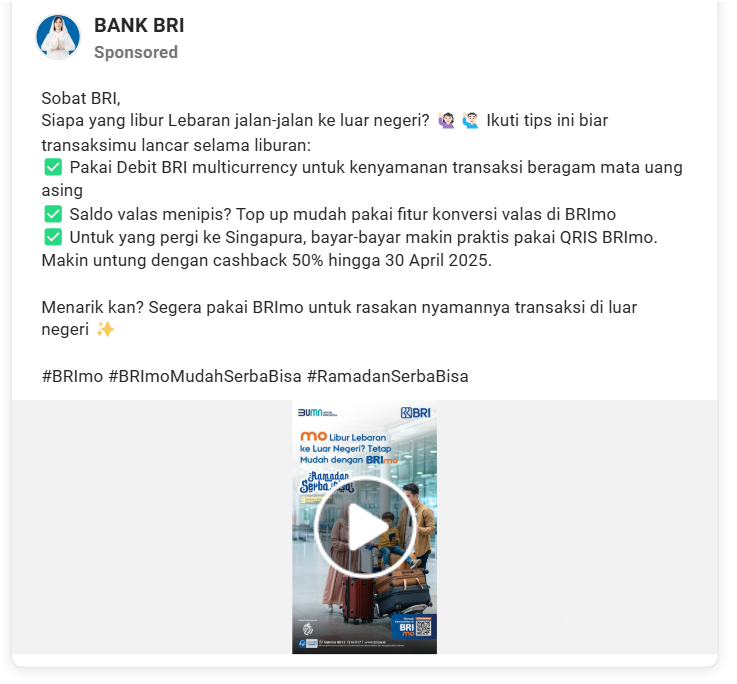 BANK BRI
Sponsored
Sobat BRI,
Siapa yang libur Lebaran jalan-jalan ke luar negeri? 🙋🏻‍♀️ 🙋🏻‍♂️ Ikuti tips ini biar
transaksimu lancar selama liburan:
✅ Pakai Debit BRI multicurrency untuk kenyamanan transaksi beragam mata uang
asing
✅ Saldo valas menipis? Top up mudah pakai fitur konversi valas di BRImo
✅ Untuk yang pergi ke Singapura, bayar-bayar makin praktis pakai QRIS BRImo.
Makin untung dengan cashback 50% hingga 30 April 2025.
Menarik kan? Segera pakai BRImo untuk rasakan nyamannya transaksi di luar
negeri ✨
#BRImo #BRImoMudahSerbaBisa #RamadanSerbaBisa
BUMN
BRI
mo Libur Lebaran
ke Luar Negeri? Tetap
Mudah dengan BRImo
Ramadan
Serba Bisa
BRI
mo